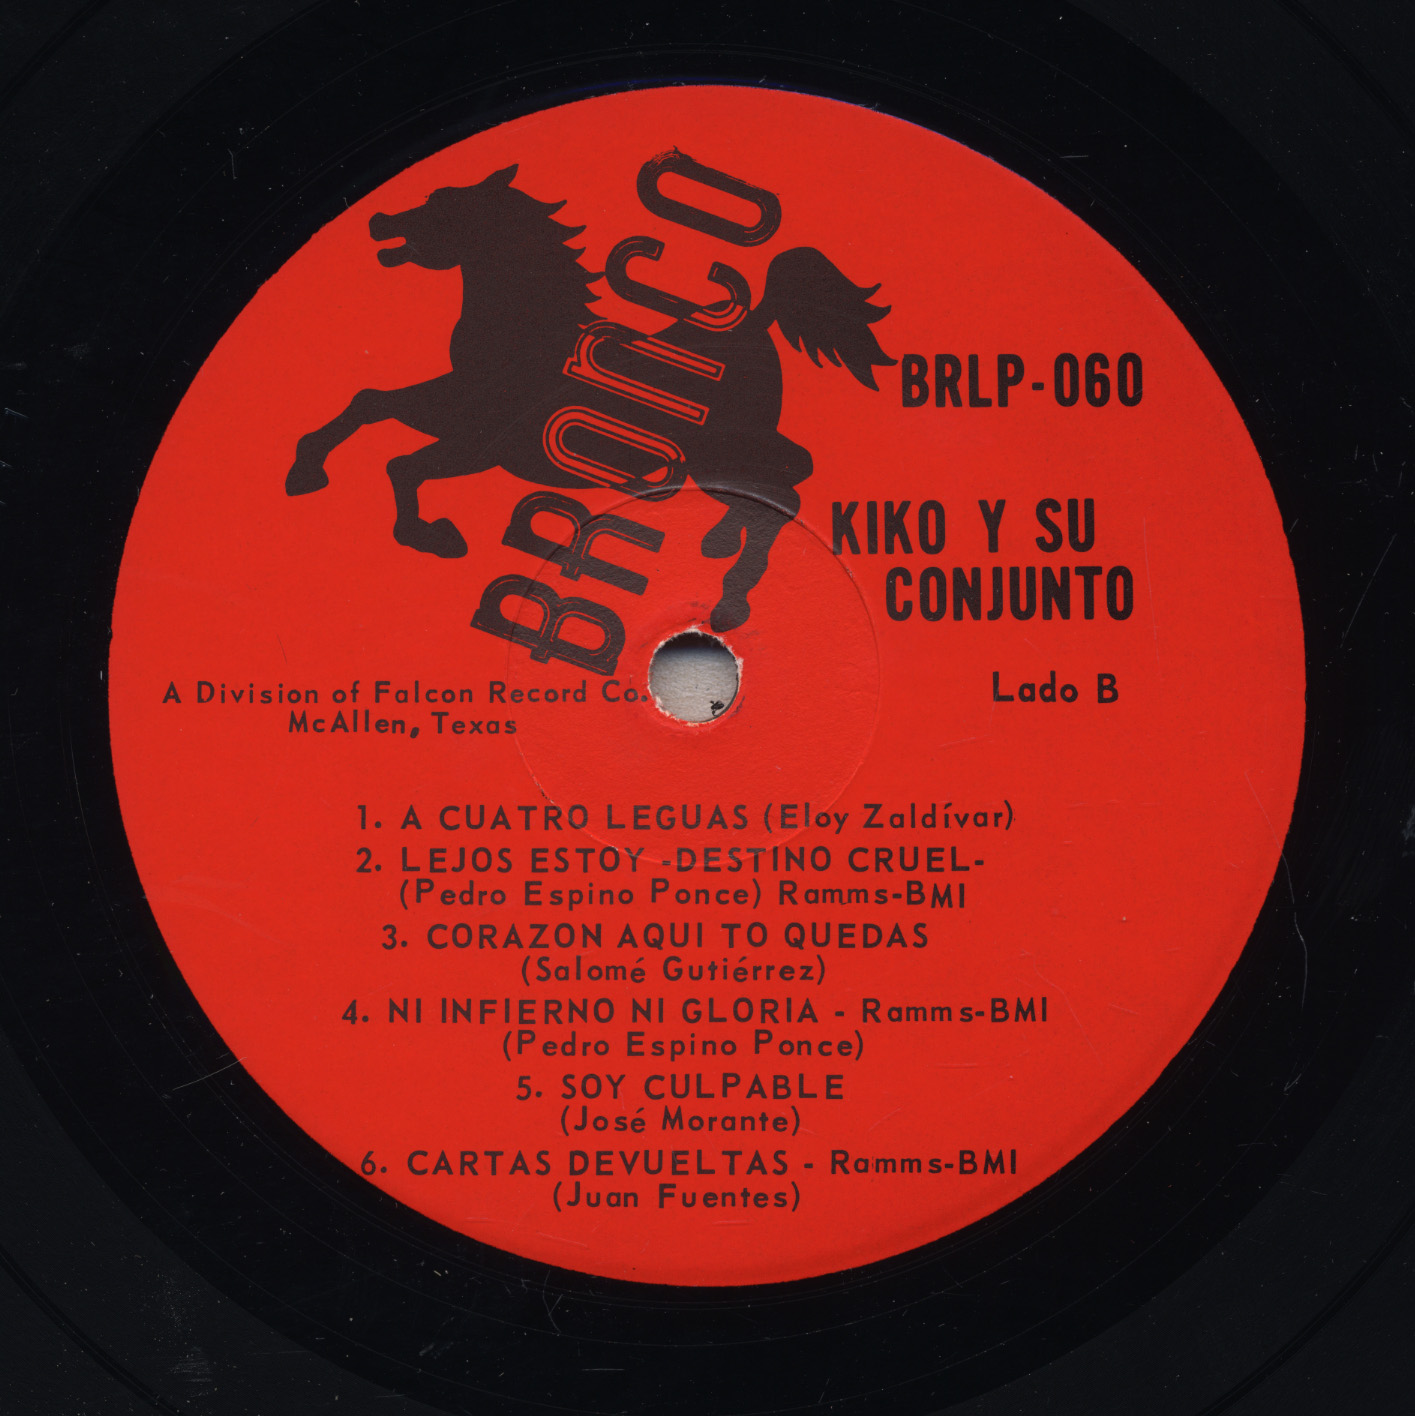 BRONCO
BRLP-060
KIKO Y SU
CONJUNTO
A Division of Falcon Record Co.
McAllen, Texas
Lado B
1. A CUATRO LEGUAS (Eloy Zaldívar)
2. LEJOS ESTOY -DESTINO CRUEL-
(Pedro Espino Ponce) Ramms-BMI
3. CORAZON AQUI TO QUEDAS
(Salomé Gutiérrez)
4. NI INFIERNO NI GLORIA - Ramms-BMI
(Pedro Espino Ponce)
5. SOY CULPABLE
(José Morante)
6. CARTAS DEVUELTAS - Ramms-BMI
(Juan Fuentes)